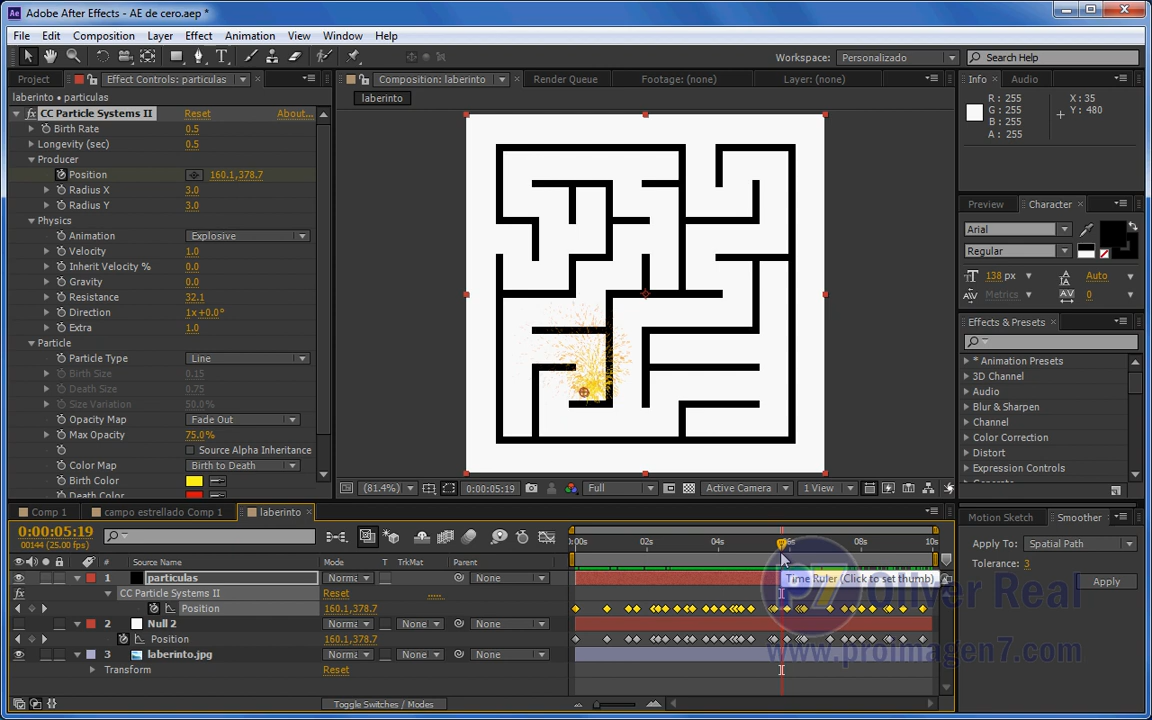 Adobe After Effects - AE de cero.aep *
File Edit Composition Layer Effect Animation View Window Help
Workspace: Personalizado Search Help
Project Effect Controls: particulas
laberinto • particulas
CC Particle Systems II Reset About...
Birth Rate 0.5
Longevity (sec) 0.5
Producer
Position 160.1,378.7
Radius X 3.0
Radius Y 3.0
Physics
Animation Explosive
Velocity 1.0
Inherit Velocity % 0.0
Gravity 0.0
Resistance 32.1
Direction 1x+0.0°
Extra 1.0
Particle
Particle Type Line
Birth Size 0.15
Death Size 0.75
Size Variation 50.0%
Opacity Map Fade Out
Max Opacity 75.0%
Source Alpha Inheritance
Color Map Birth to Death
Birth Color
Death Color
Composition: laberinto Render Queue Footage: (none) Layer: (none)
laberinto
(81.4%) 0:00:05:19 Full Active Camera 1 View
Info Audio
R: 255 X: 35
G: 255 Y: 480
B: 255
A: 255
Preview Character
Arial
Regular
138 px Auto
Metrics 0
Effects & Presets
* Animation Presets
3D Channel
Audio
Blur & Sharpen
Channel
Color Correction
Distort
Expression Controls
Comp 1 campo estrellado Comp 1 laberinto
0:00:05:19
00144 (25.00 fps)
:00s 02s 04s 6s 08s 10s
# Source Name Mode T TrkMat Parent
1 particulas Norma None
CC Particle Systems II Reset .....
Position 160.1,378.7
2 Null 2 Norma None None
Position 160.1,378.7
3 laberinto.jpg Norma None None
Transform Reset
Time Ruler (Click to set thumb)
Toggle Switches / Modes
Motion Sketch Smoother
Apply To: Spatial Path
Tolerance: 3
Apply
P7 Oliver Real
www.proimagen7.com